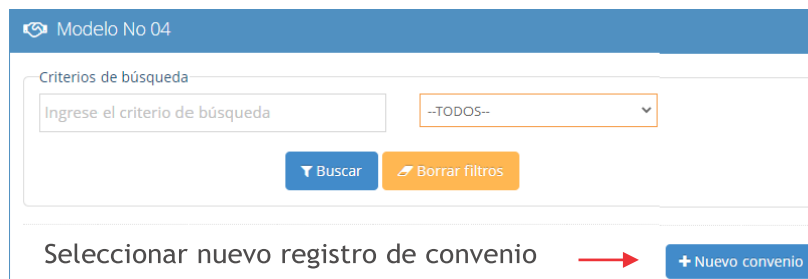 Modelo No 04
Criterios de búsqueda
Ingrese el criterio de búsqueda --TODOS--
Buscar Borrar filtros
Seleccionar nuevo registro de convenio + Nuevo convenio